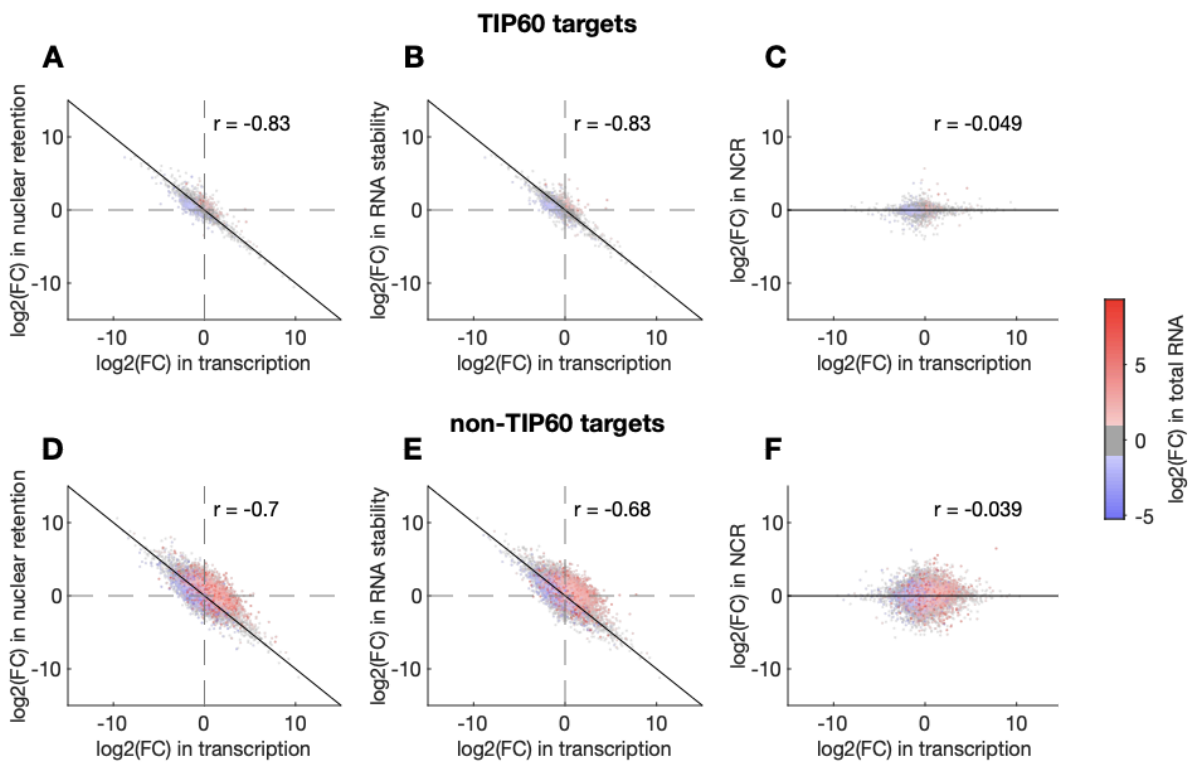 TIP60 targets
A
B
C
log2(FC) in nuclear retention
10
0
-10
r = -0.83
-10
0
10
log2(FC) in transcription
log2(FC) in RNA stability
10
0
-10
r = -0.83
-10
0
10
log2(FC) in transcription
log2(FC) in NCR
10
0
-10
r = -0.049
-10
0
10
log2(FC) in transcription
5
0
-5
log2(FC) in total RNA
non-TIP60 targets
D
E
F
log2(FC) in nuclear retention
10
0
-10
r = -0.7
-10
0
10
log2(FC) in transcription
log2(FC) in RNA stability
10
0
-10
r = -0.68
-10
0
10
log2(FC) in transcription
log2(FC) in NCR
10
0
-10
r = -0.039
-10
0
10
log2(FC) in transcription